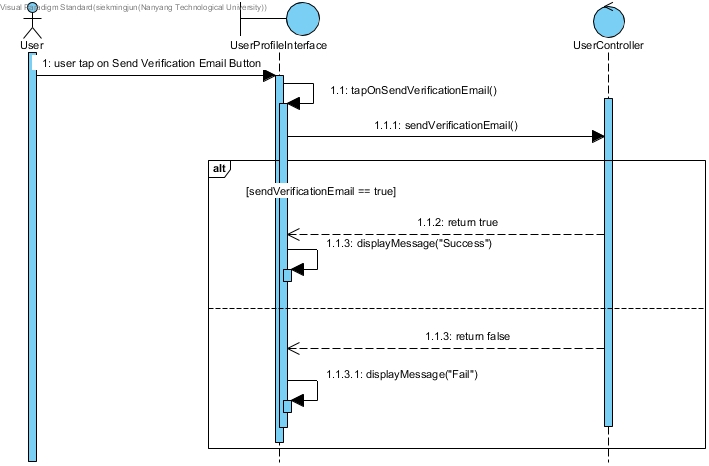 Visual Paradigm Standard(siekmingjun(Nanyang Technological University))
User
UserProfileInterface
UserController
1: user tap on Send Verification Email Button
1.1: tapOnSendVerificationEmail()
1.1.1: sendVerificationEmail()
alt
[sendVerificationEmail == true]
1.1.2: return true
1.1.3: displayMessage("Success")
1.1.3: return false
1.1.3.1: displayMessage("Fail")